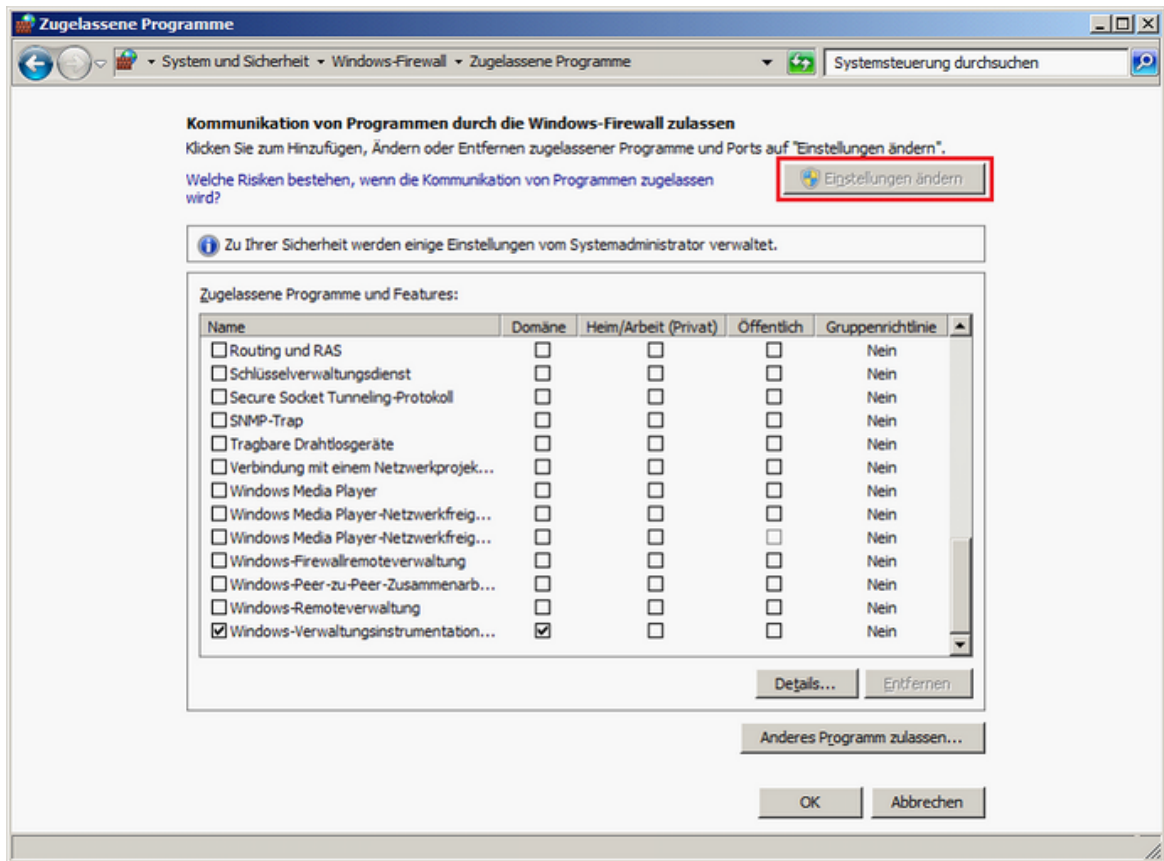 Zugelassene Programme
System und Sicherheit Windows-Firewall Zugelassene Programme
Systemsteuerung durchsuchen
Kommunikation von Programmen durch die Windows-Firewall zulassen
Klicken Sie zum Hinzufügen, Ändern oder Entfernen zugelassener Programme und Ports auf "Einstellungen ändern".
Welche Risiken bestehen, wenn die Kommunikation von Programmen zugelassen
wird?
Einstellungen ändern
Zu Ihrer Sicherheit werden einige Einstellungen vom Systemadministrator verwaltet.
Zugelassene Programme und Features:
Name Domäne Heim/Arbeit (Privat) Öffentlich Gruppenrichtlinie
Routing und RAS Nein
Schlüsselverwaltungsdienst Nein
Secure Socket Tunneling-Protokoll Nein
SNMP-Trap Nein
Tragbare Drahtlosgeräte Nein
Verbindung mit einem Netzwerkprojek... Nein
Windows Media Player Nein
Windows Media Player-Netzwerkfreig... Nein
Windows Media Player-Netzwerkfreig... Nein
Windows-Firewallremoteverwaltung Nein
Windows-Peer-zu-Peer-Zusammenarb... Nein
Windows-Remoteverwaltung Nein
Windows-Verwaltungsinstrumentation... Nein
Details... Entfernen
Anderes Programm zulassen...
OK Abbrechen